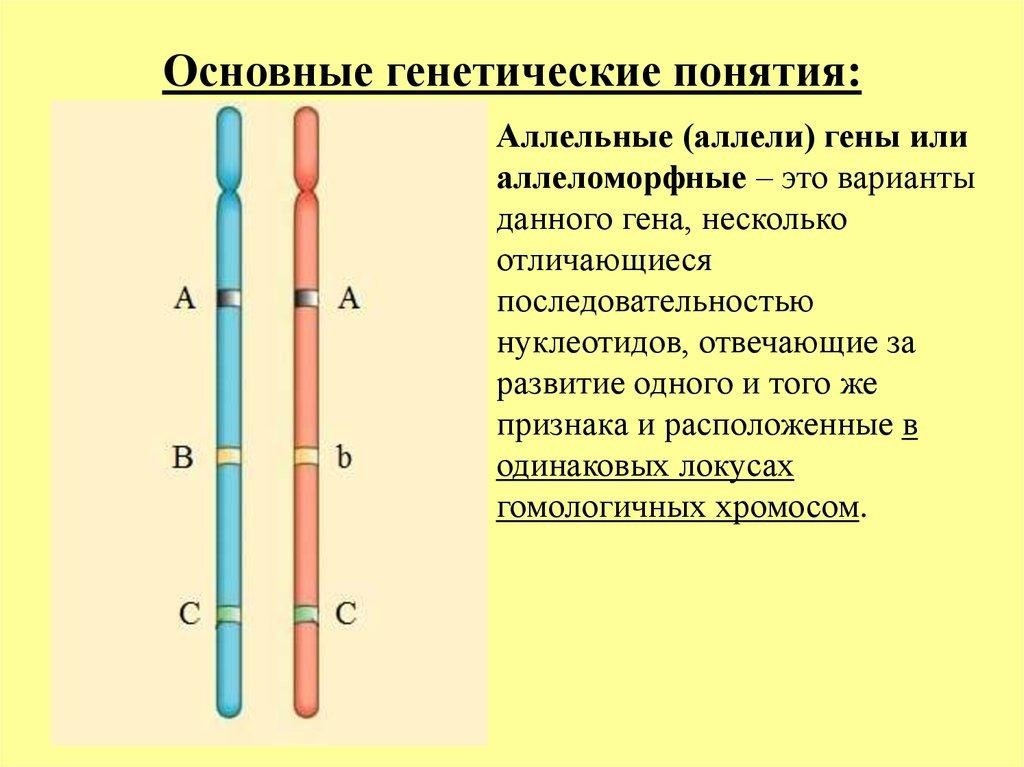 Основные генетические понятия:
Аллельные (аллели) гены или
аллеломорфные – это варианты
данного гена, несколько
отличающиеся
последовательностью
нуклеотидов, отвечающие за
развитие одного и того же
признака и расположенные в
одинаковых локусах
гомологичных хромосом.
A A
B b
C C